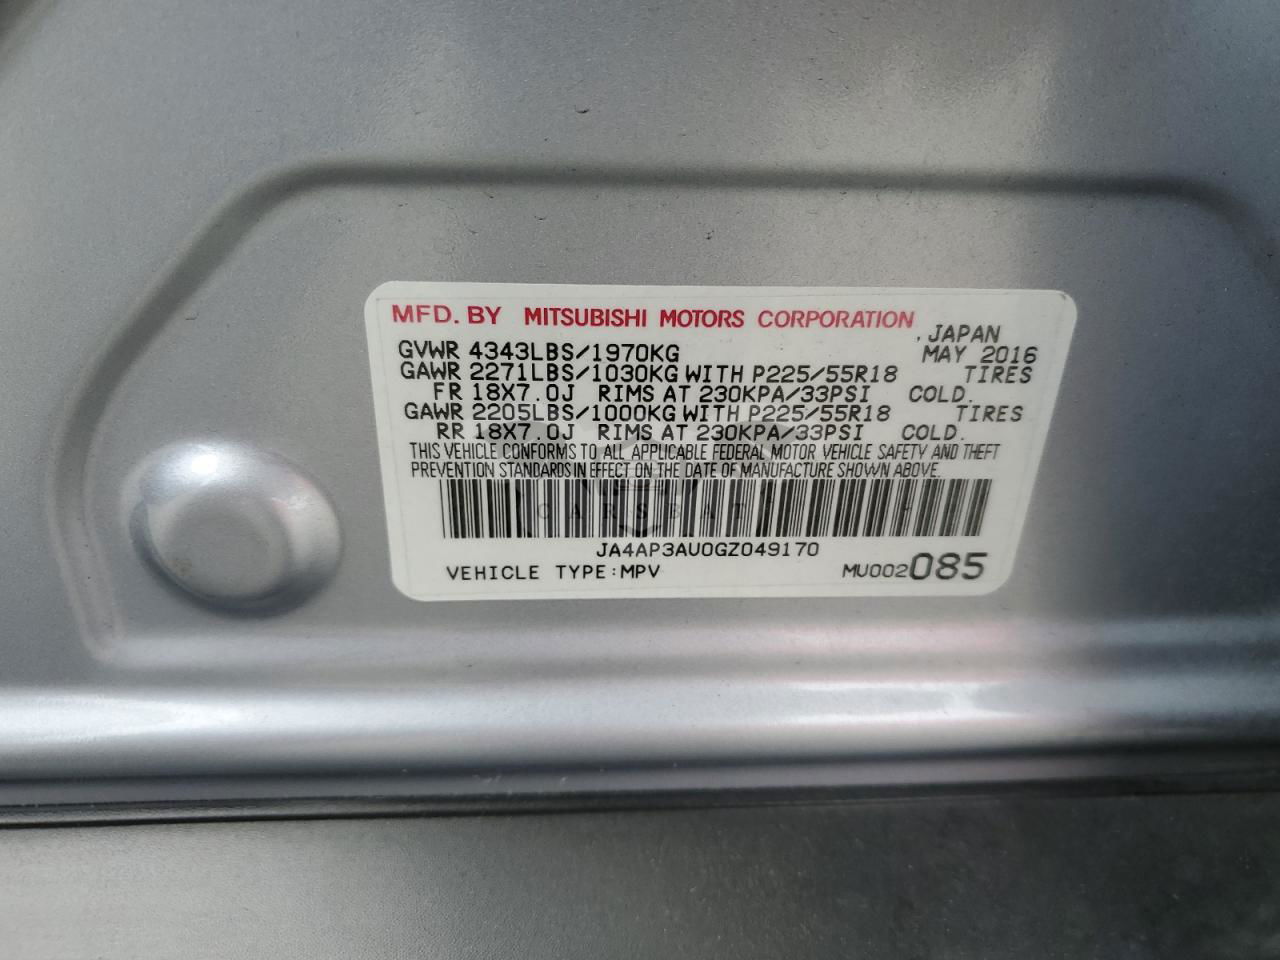 MFD. BY MITSUBISHI MOTORS CORPORATION
, JAPAN
GVWR 4343LBS/1970KG MAY 2016
GAWR 2271LBS/1030KG WITH P225/55R18 TIRES
FR 18X7.0J RIMS AT 230KPA/33PSI COLD.
GAWR 2205LBS/1000KG WITH P225/55R18 TIRES
RR 18X7.0J RIMS AT 230KPA/33PSI COLD.
THIS VEHICLE CONFORMS TO ALL APPLICABLE FEDERAL MOTOR VEHICLE SAFETY AND THEFT
PREVENTION STANDARDS IN EFFECT ON THE DATE OF MANUFACTURE SHOWN ABOVE.
CARSBAT
JA4AP3AU0GZ049170
VEHICLE TYPE:MPV MU002085